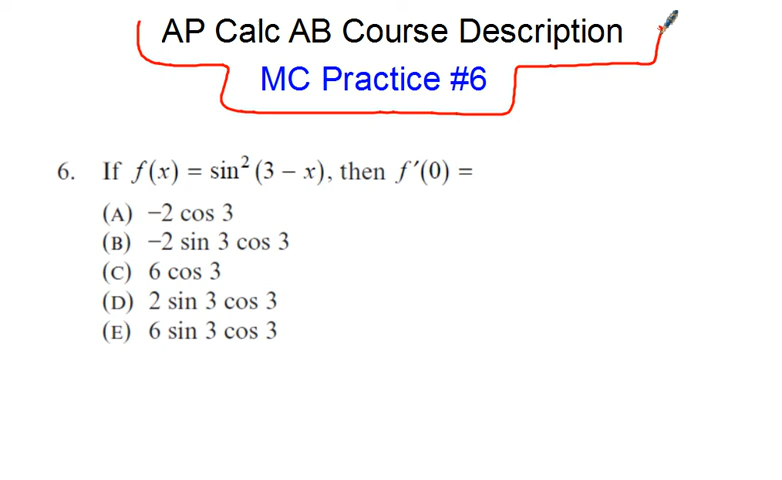 AP Calc AB Course Description
MC Practice #6
6. If f(x) = sin² (3 − x), then f′(0) =
(A) −2 cos 3
(B) −2 sin 3 cos 3
(C) 6 cos 3
(D) 2 sin 3 cos 3
(E) 6 sin 3 cos 3